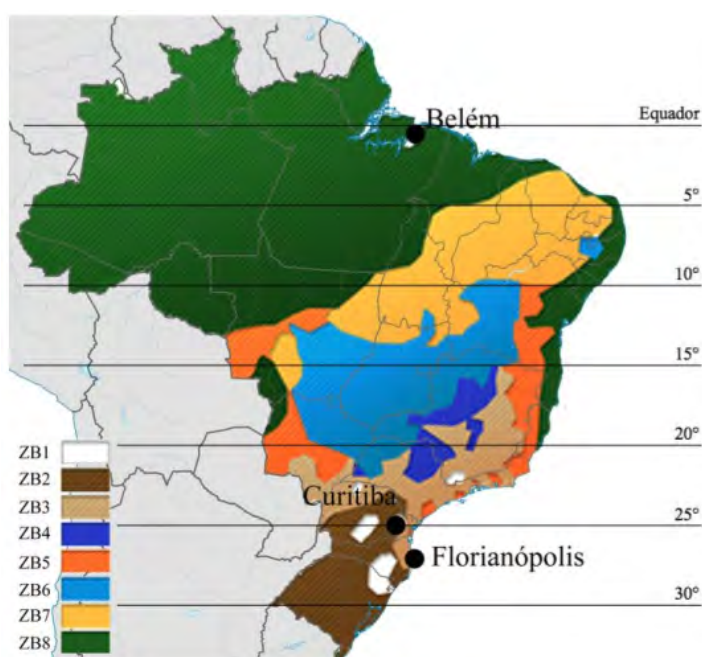 Belém
Equador
5°
10°
15°
20°
25°
30°
Curitiba
Florianópolis
ZB1
ZB2
ZB3
ZB4
ZB5
ZB6
ZB7
ZB8